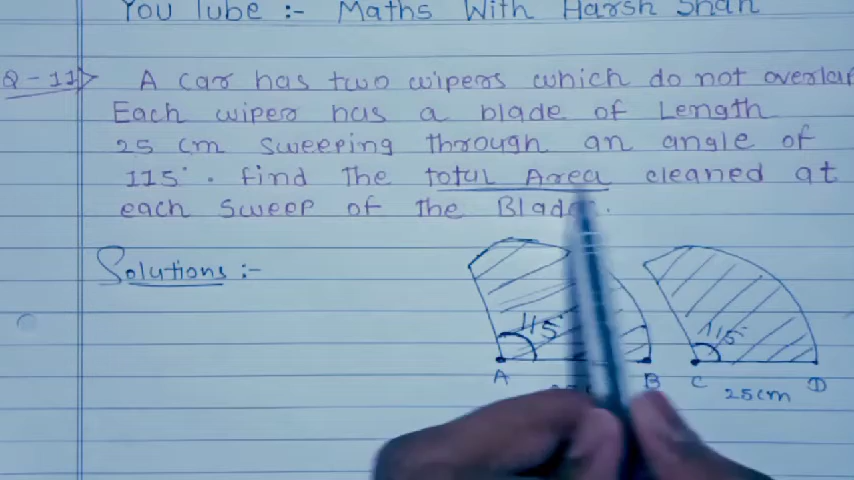 You Tube :- Maths With Harsh Shah
Q-11> A car has two wipers which do not overlap
Each wiper has a blade of Length
25 cm sweeping through an angle of
115°. find the total Area cleaned at
each sweep of the Blade.
Solutions :-
115° 115°
A B C D
25cm